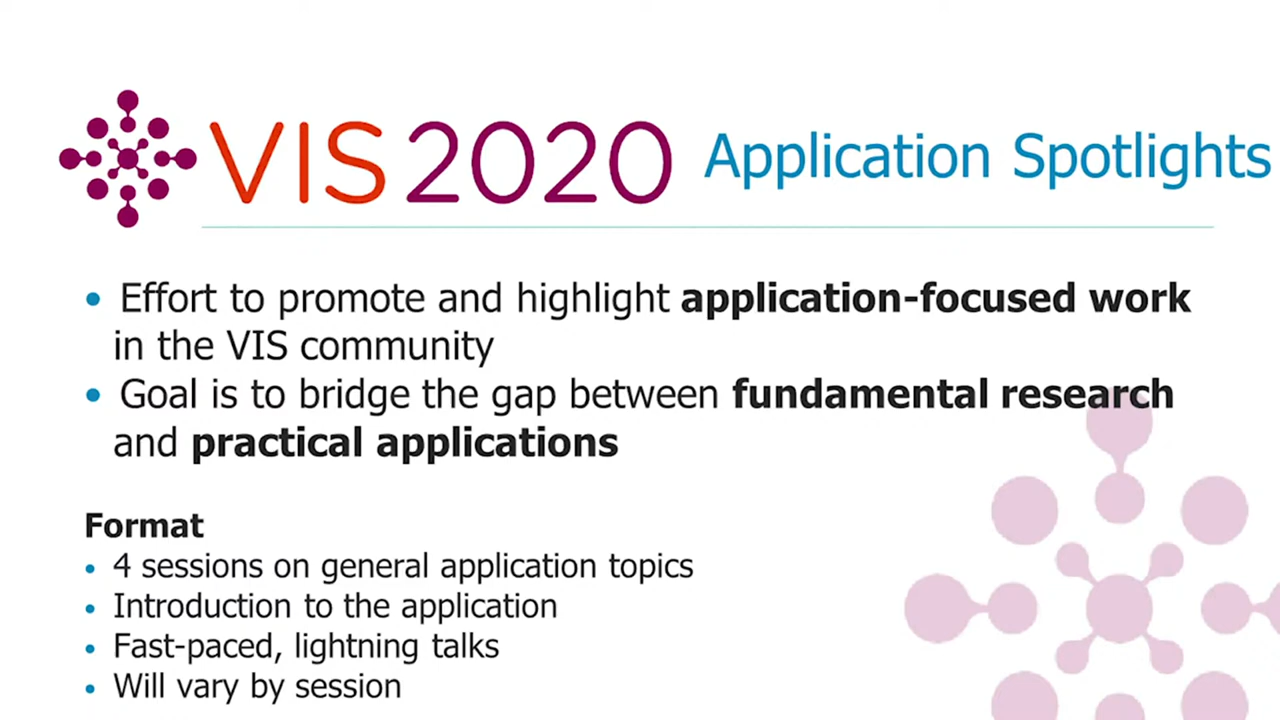 VIS2020 Application Spotlights
• Effort to promote and highlight application-focused work
in the VIS community
• Goal is to bridge the gap between fundamental research
and practical applications
Format
• 4 sessions on general application topics
• Introduction to the application
• Fast-paced, lightning talks
• Will vary by session